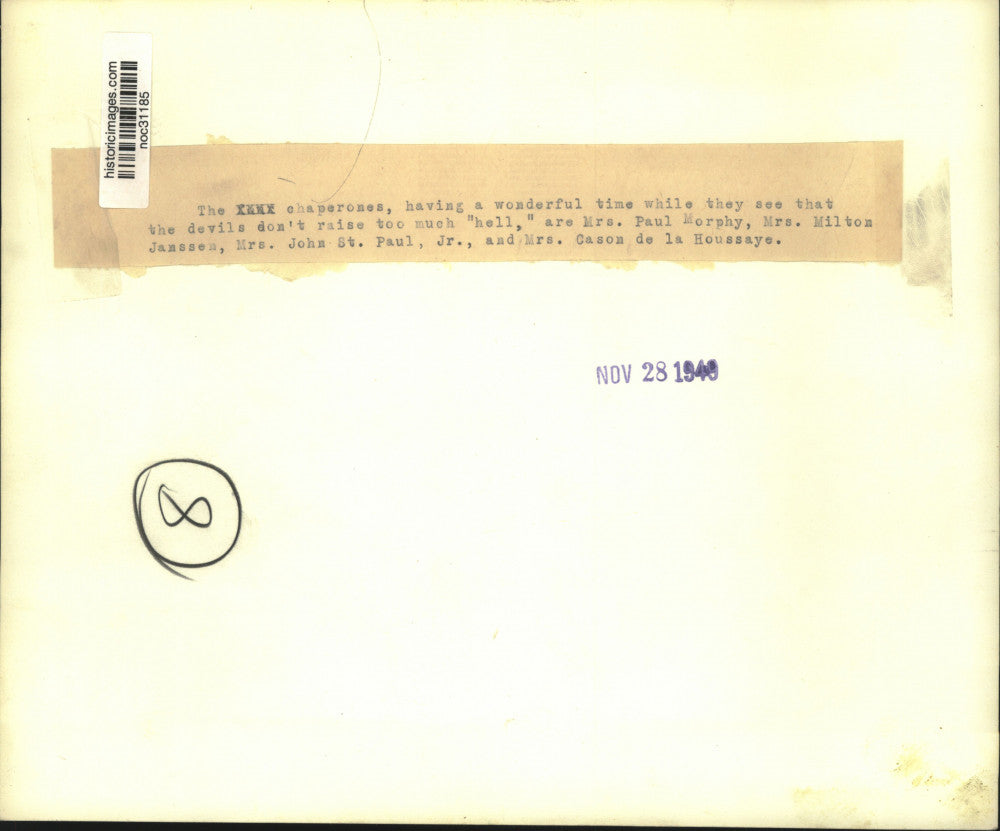 historicimages.com
noc31185
The chaperones, having a wonderful time while they see that
the devils don't raise too much "hell," are Mrs. Paul Morphy, Mrs. Milton
Janssen, Mrs. John St. Paul, Jr., and Mrs. Cason de la Houssaye.
NOV 28 1949
8